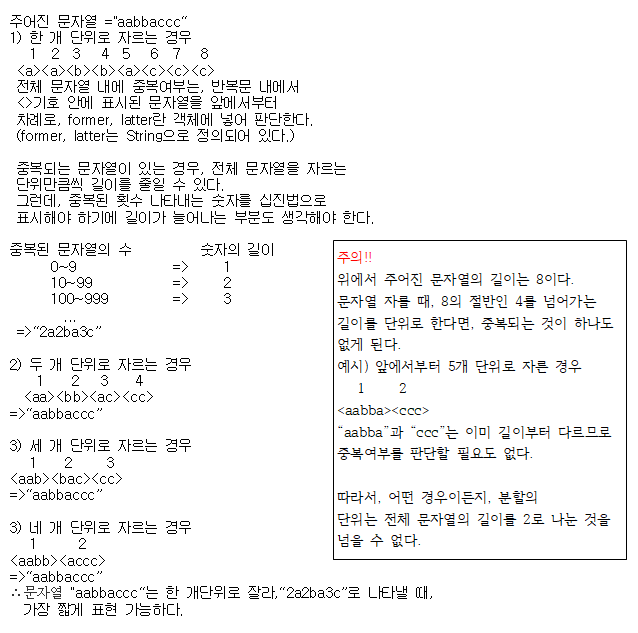 주어진 문자열 ="aabbaccc“
1) 한 개 단위로 자르는 경우
1 2 3 4 5 6 7 8
<a><a><b><b><a><c><c><c>
전체 문자열 내에 중복여부는, 반복문 내에서
<>기호 안에 표시된 문자열을 앞에서부터
차례로, former, latter란 객체에 넣어 판단한다.
(former, latter는 String으로 정의되어 있다.)
중복되는 문자열이 있는 경우, 전체 문자열을 자르는
단위만큼씩 길이를 줄일 수 있다.
그런데, 중복된 횟수 나타내는 숫자를 십진법으로
표시해야 하기에 길이가 늘어나는 부분도 생각해야 한다.
중복된 문자열의 수 숫자의 길이
0~9 => 1
10~99 => 2
100~999 => 3
...
=>“2a2ba3c”
2) 두 개 단위로 자르는 경우
1 2 3 4
<aa><bb><ac><cc>
=>“aabbaccc”
3) 세 개 단위로 자르는 경우
1 2 3
<aab><bac><cc>
=>“aabbaccc”
3) 네 개 단위로 자르는 경우
1 2
<aabb><accc>
=>“aabbaccc”
∴문자열 "aabbaccc“는 한 개단위로 잘라,“2a2ba3c”로 나타낼 때,
가장 짧게 표현 가능하다.
주의!!
위에서 주어진 문자열의 길이는 8이다.
문자열 자를 때, 8의 절반인 4를 넘어가는
길이를 단위로 한다면, 중복되는 것이 하나도
없게 된다.
예시) 앞에서부터 5개 단위로 자른 경우
1 2
<aabba><ccc>
“aabba”과 “ccc”는 이미 길이부터 다르므로
중복여부를 판단할 필요도 없다.
따라서, 어떤 경우이든지, 분할의
단위는 전체 문자열의 길이를 2로 나눈 것을
넘을 수 없다.